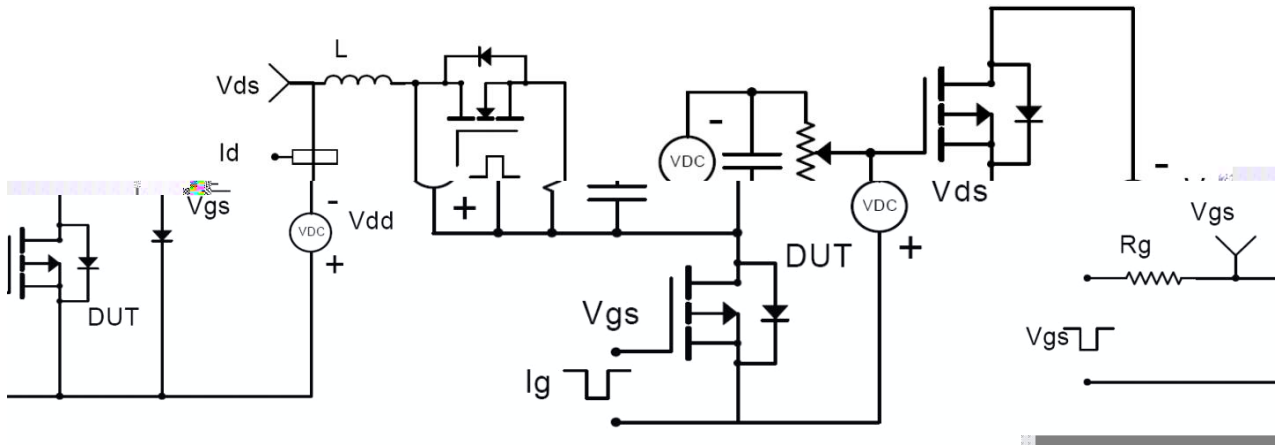 L
Vds
Id
-
VDC
-
Vds
Vgs
-
Vdd
VDC
+
+
VDC
+
DUT
DUT
Vgs
Ig
Vgs
Rg
Vgs